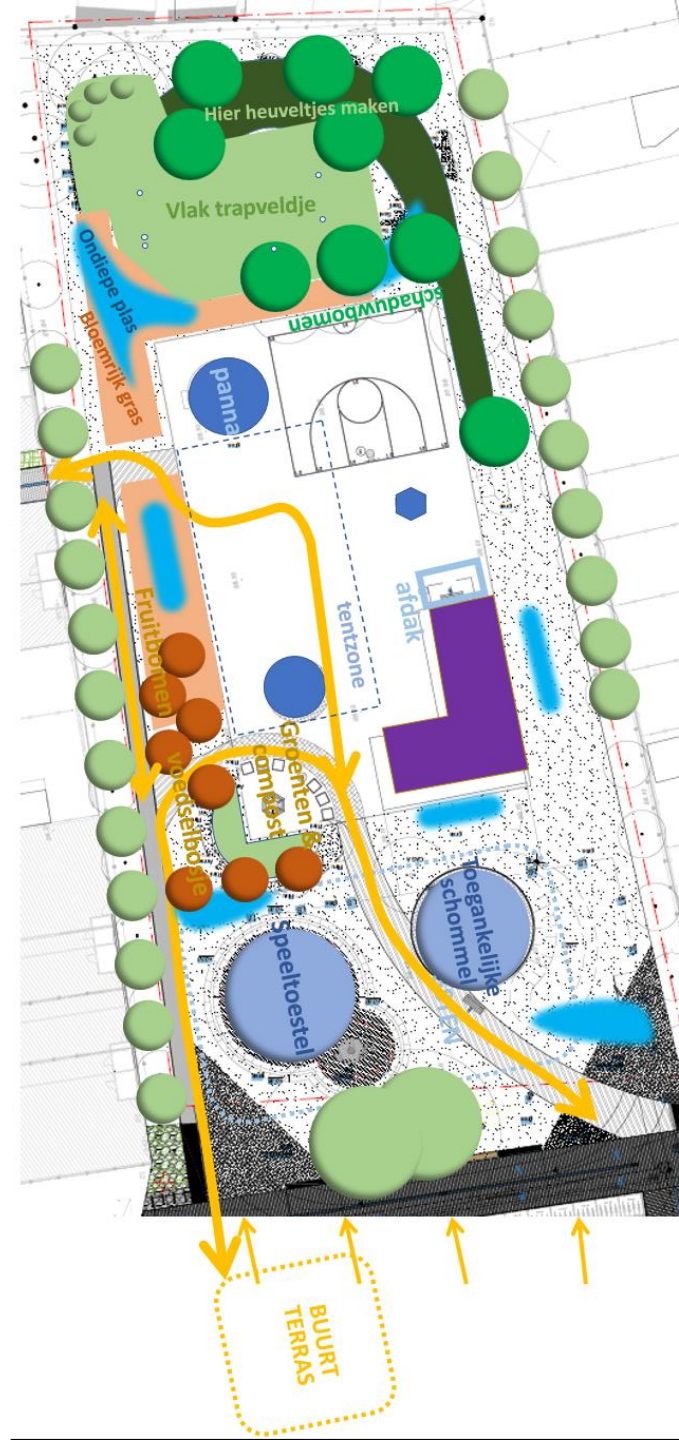 Hier heuveltjes maken
Vlak trapveldje
Ondiepe plas
Bloemrijk gras
schaduwbomen
panna
tentzone
afdak
Fruitbomen
voedselbosje
Groenten &
compost
Toegankelijke
schommel
Speeltoestel
BUURT
TERRAS